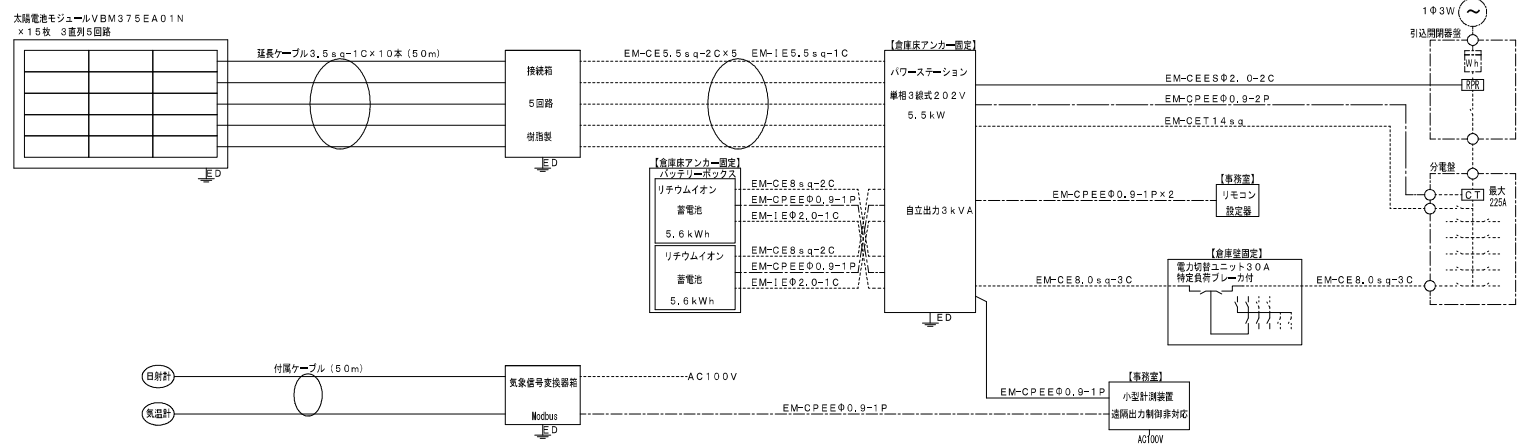 太陽電池モジュールVBM375EA01N
×15枚 3直列5回路
延長ケーブル3.5sq-1C×10本(50m)
ED
接続箱
5回路
樹脂製
ED
EM-CE5.5sq-2C×5 EM-IE5.5sq-1C
【倉庫床アンカー固定】
パワーステーション
単相3線式202V
5.5kW
自立出力3kVA
ED
【倉庫床アンカー固定】
バッテリーボックス
リチウムイオン
蓄電池
5.6kWh
リチウムイオン
蓄電池
5.6kWh
EM-CE8sq-2C
EM-CPEEΦ0.9-1P
EM-IEΦ2.0-1C
EM-CE8sq-2C
EM-CPEEΦ0.9-1P
EM-IEΦ2.0-1C
EM-CEESΦ2.0-2C
EM-CPEEΦ0.9-2P
EM-CET14sq
1Φ3W
~
引込開閉器盤
Wh
RPR
分電盤
CT
最大
225A
EM-CPEEΦ0.9-1P×2
【事務室】
リモコン
設定器
EM-CE8.0sq-3C
【倉庫壁固定】
電力切替ユニット30A
特定負荷ブレーカ付
EM-CE8.0sq-3C
日射計
気温計
付属ケーブル(50m)
気象信号変換器箱
Modbus
ED
AC100V
EM-CPEEΦ0.9-1P
EM-CPEEΦ0.9-1P
【事務室】
小型計測装置
遠隔出力制御非対応
AC100V